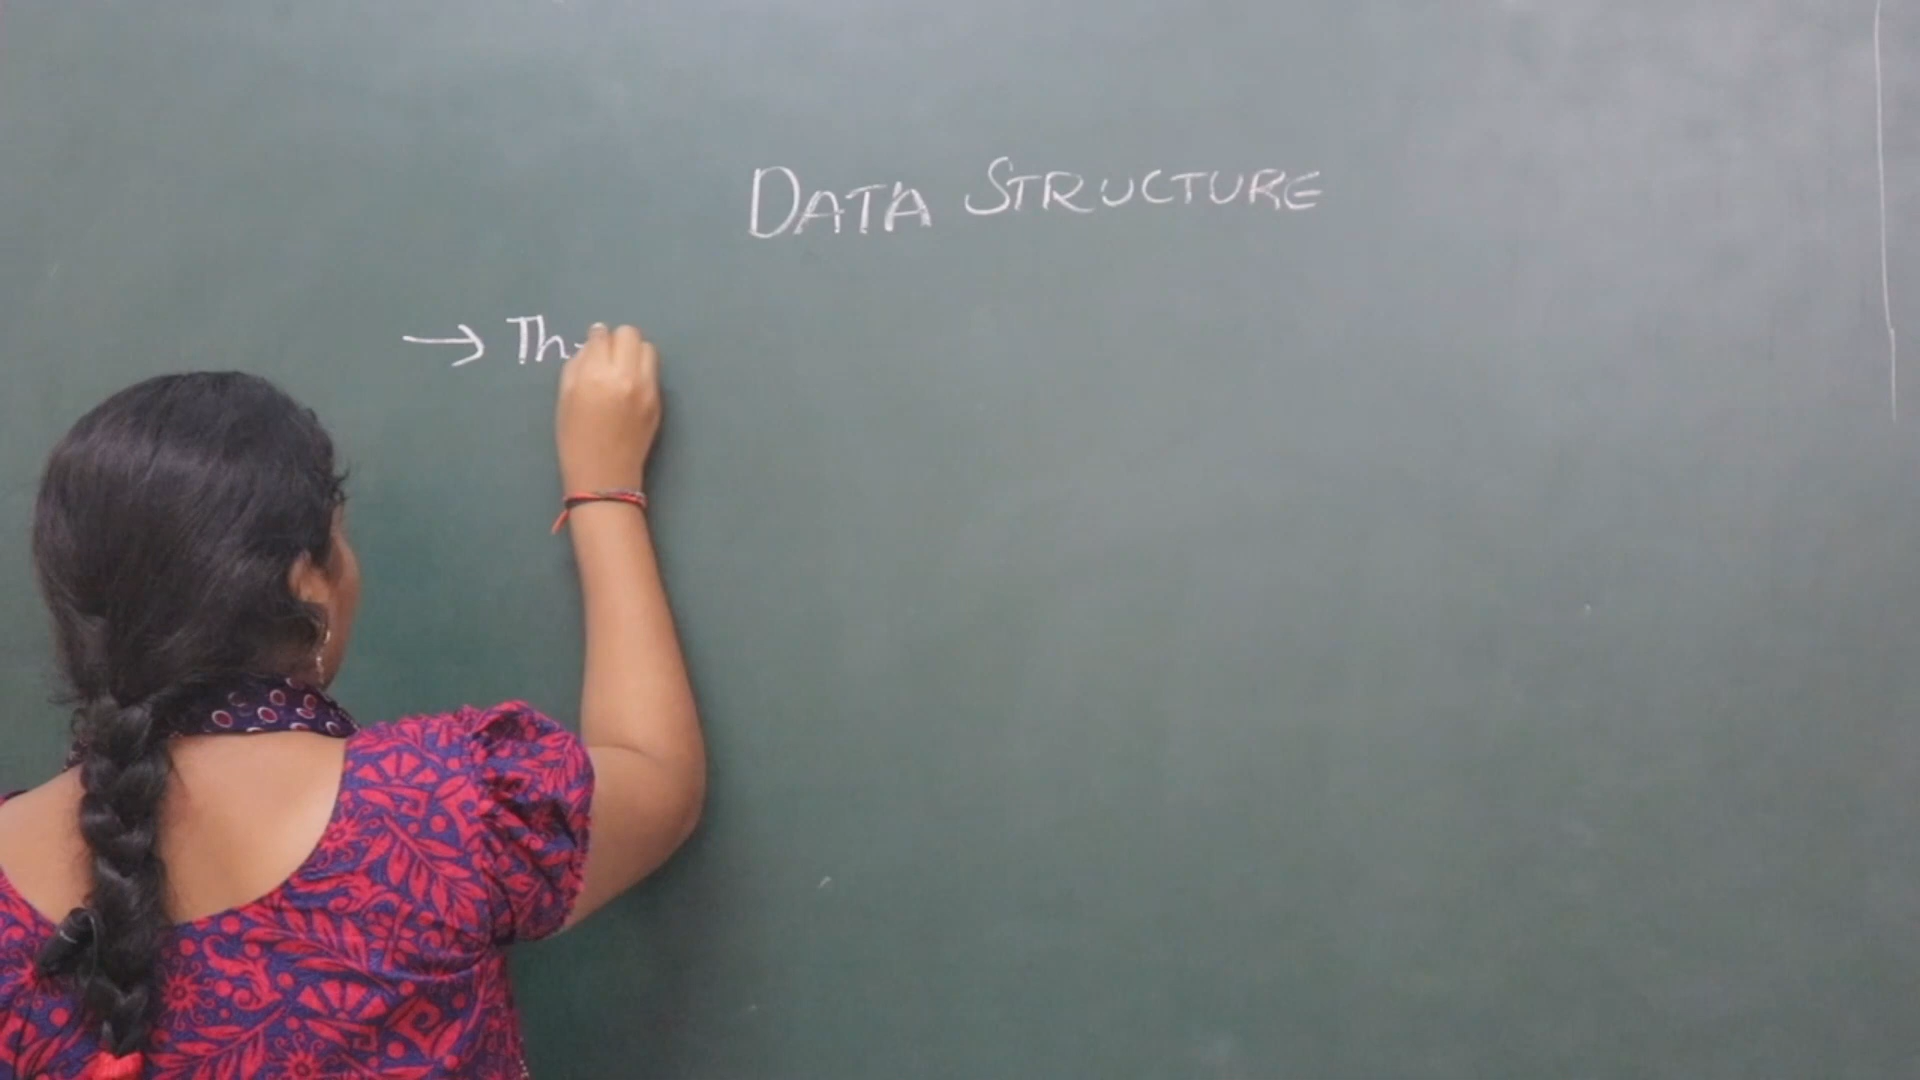 DATA STRUCTURE
→ Th